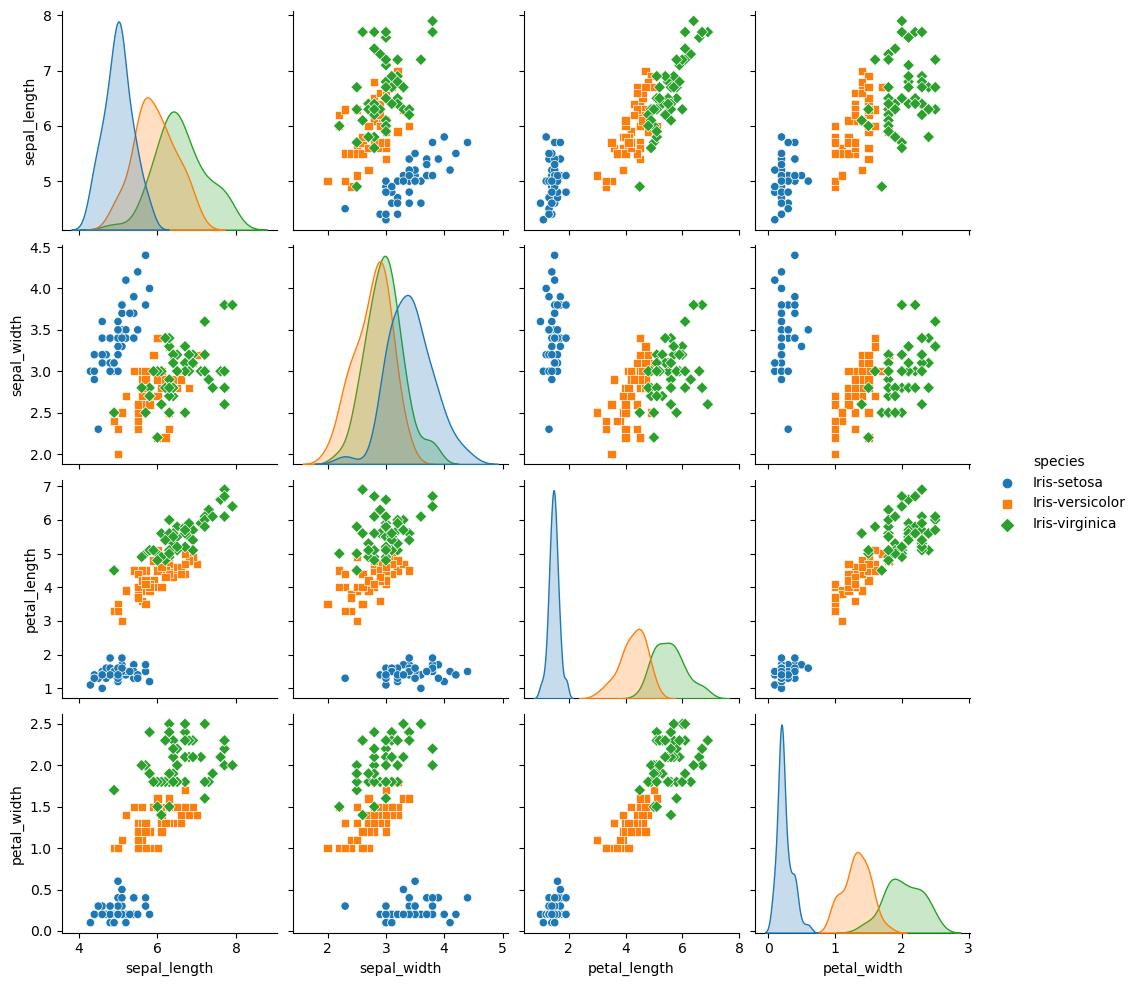 8
7
6
5
sepal_length
4.5
4.0
3.5
3.0
2.5
2.0
sepal_width
species
Iris-setosa
Iris-versicolor
Iris-virginica
7
6
5
4
3
2
1
petal_length
2.5
2.0
1.5
1.0
0.5
0.0
petal_width
4 6 8 2 3 4 5 2 4 6 8 0 1 2 3
sepal_length sepal_width petal_length petal_width